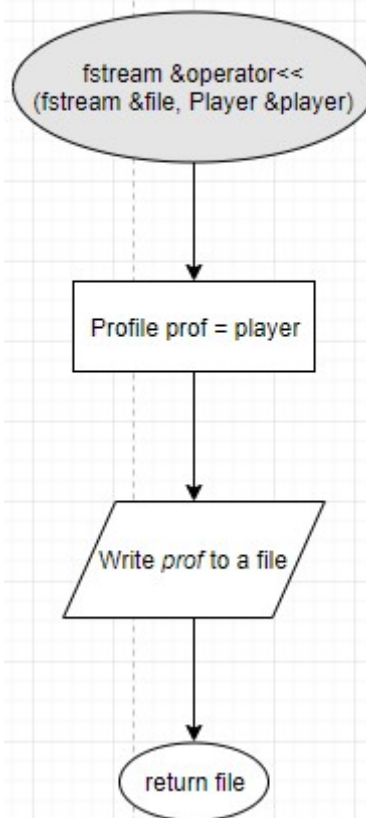 fstream &operator<<
(fstream &file, Player &player)
Profile prof = player
Write prof to a file
return file